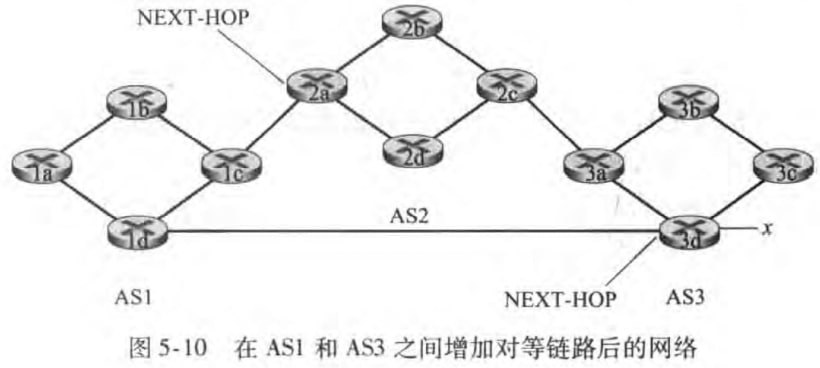 NEXT-HOP
2b
2a
2c
1b
2d
3b
1a
1c
3a
3c
AS2
1d
3d
x
AS1
NEXT-HOP
AS3
图 5-10 在 AS1 和 AS3 之间增加对等链路后的网络